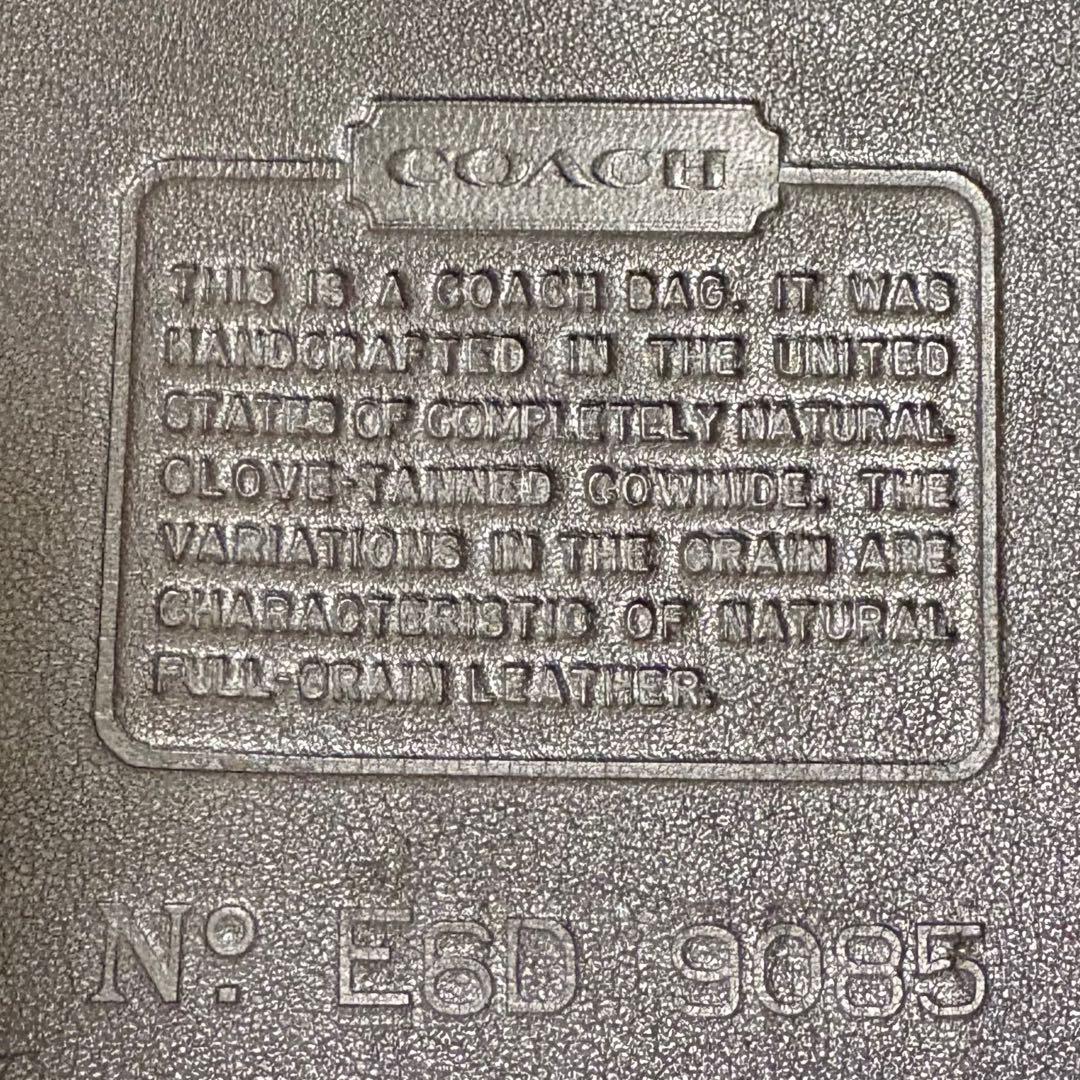 COACH
THIS IS A COACH BAG. IT WAS
HANDCRAFTED IN THE UNITED
STATES OF COMPLETELY NATURAL
GLOVE-TANNED COWHIDE. THE
VARIATIONS IN THE GRAIN ARE
CHARACTERISTIC OF NATURAL
FULL-GRAIN LEATHER.
Nº E6D 9085